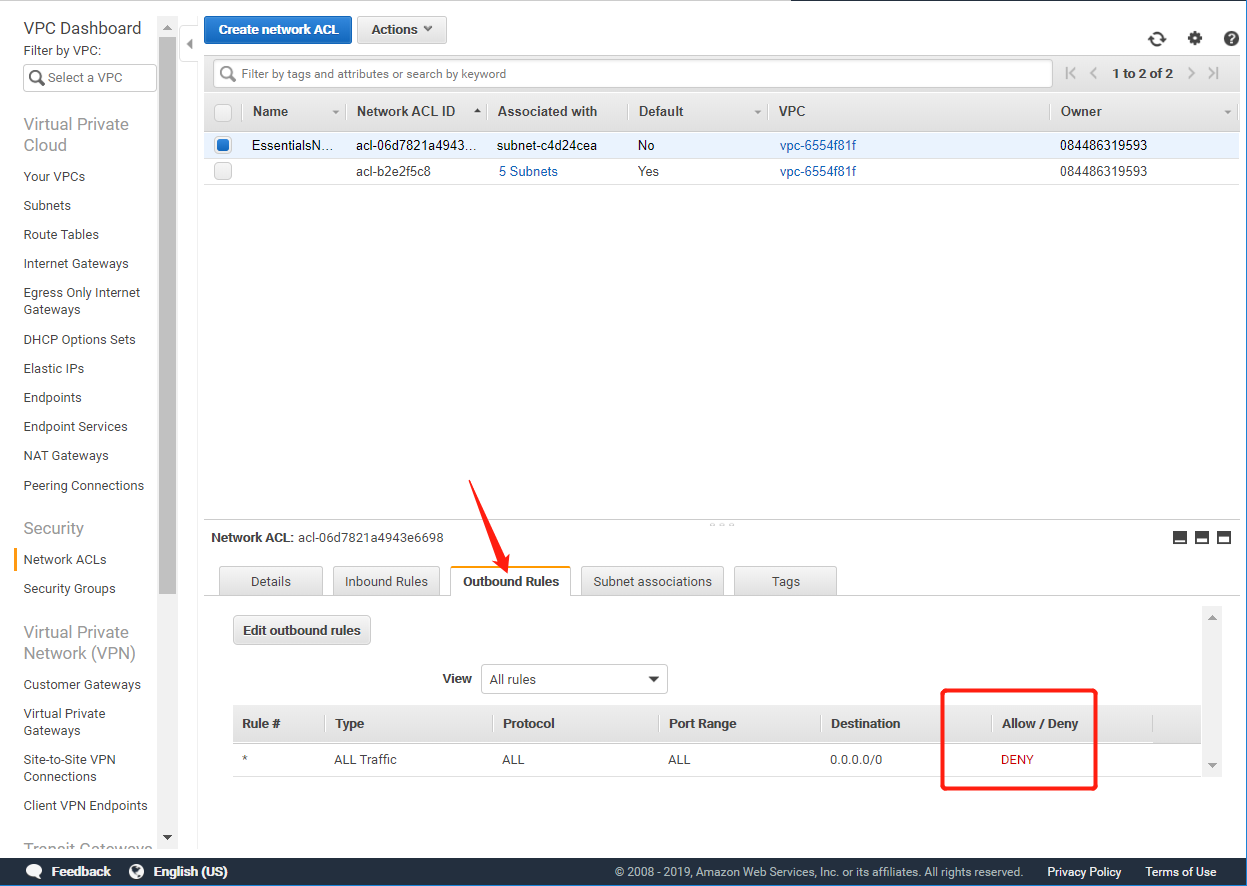 VPC Dashboard
Filter by VPC:
Select a VPC
Virtual Private
Cloud
Your VPCs
Subnets
Route Tables
Internet Gateways
Egress Only Internet
Gateways
DHCP Options Sets
Elastic IPs
Endpoints
Endpoint Services
NAT Gateways
Peering Connections
Security
Network ACLs
Security Groups
Virtual Private
Network (VPN)
Customer Gateways
Virtual Private
Gateways
Site-to-Site VPN
Connections
Client VPN Endpoints
Transit Gateways
Create network ACL Actions
Filter by tags and attributes or search by keyword 1 to 2 of 2
Name Network ACL ID Associated with Default VPC Owner
EssentialsN... acl-06d7821a4943... subnet-c4d24cea No vpc-6554f81f 084486319593
acl-b2e2f5c8 5 Subnets Yes vpc-6554f81f 084486319593
Network ACL: acl-06d7821a4943e6698
Details Inbound Rules Outbound Rules Subnet associations Tags
Edit outbound rules
View All rules
Rule # Type Protocol Port Range Destination Allow / Deny
* ALL Traffic ALL ALL 0.0.0.0/0 DENY
Feedback English (US) © 2008 - 2019, Amazon Web Services, Inc. or its affiliates. All rights reserved. Privacy Policy Terms of Use